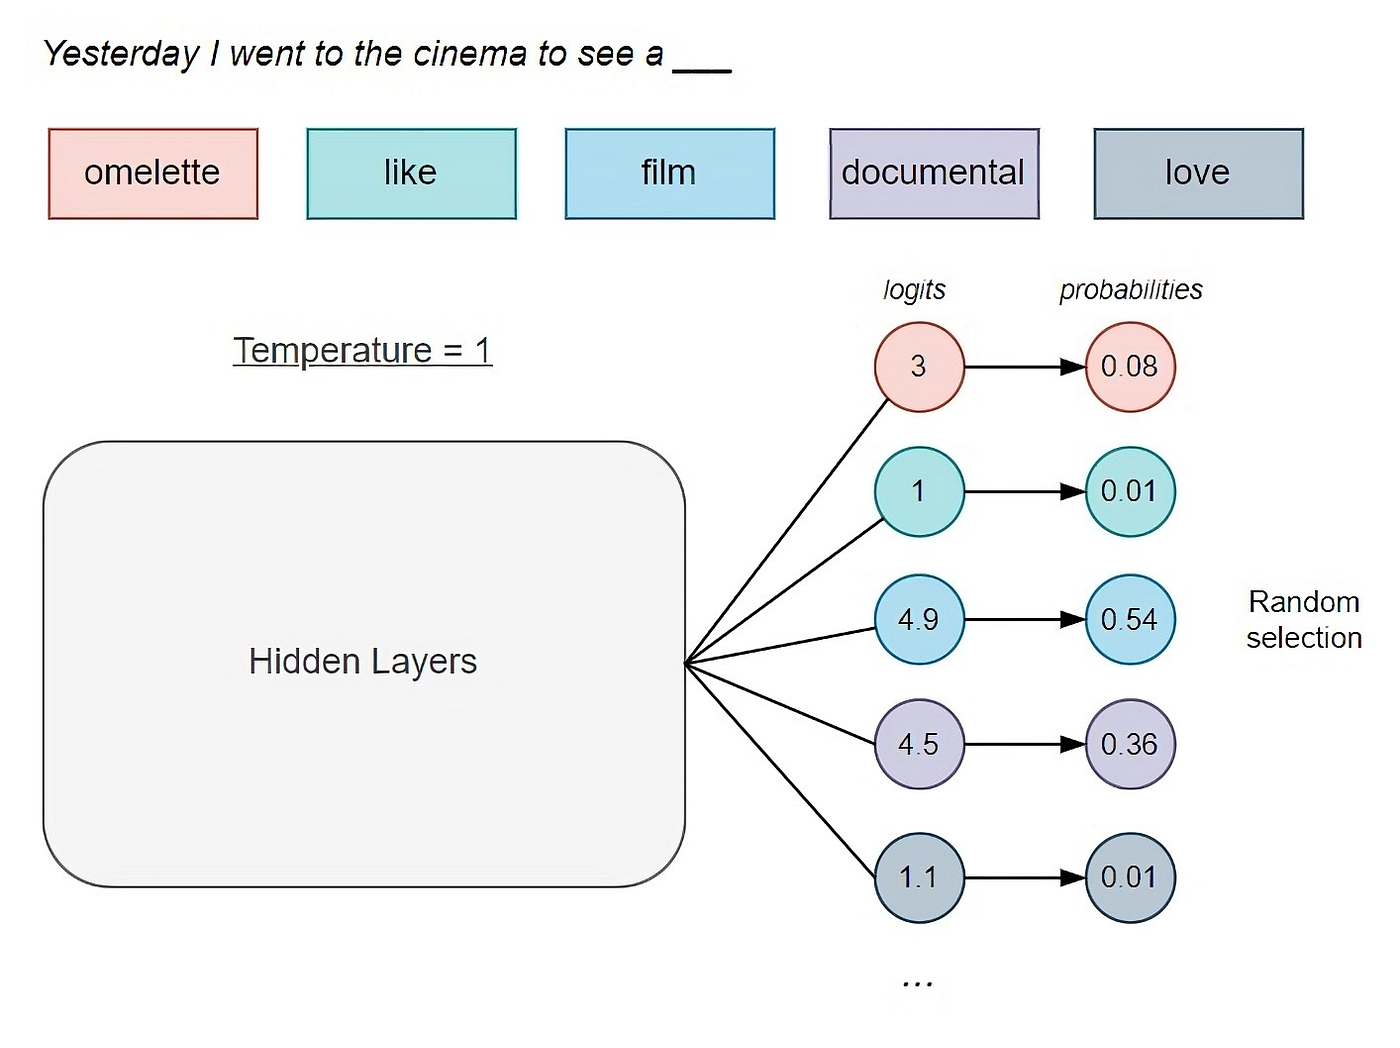 Yesterday I went to the cinema to see a ___
omelette
like
film
documental
love
logits
probabilities
Temperature = 1
3
0.08
1
0.01
4.9
0.54
Random
selection
Hidden Layers
4.5
0.36
1.1
0.01
...